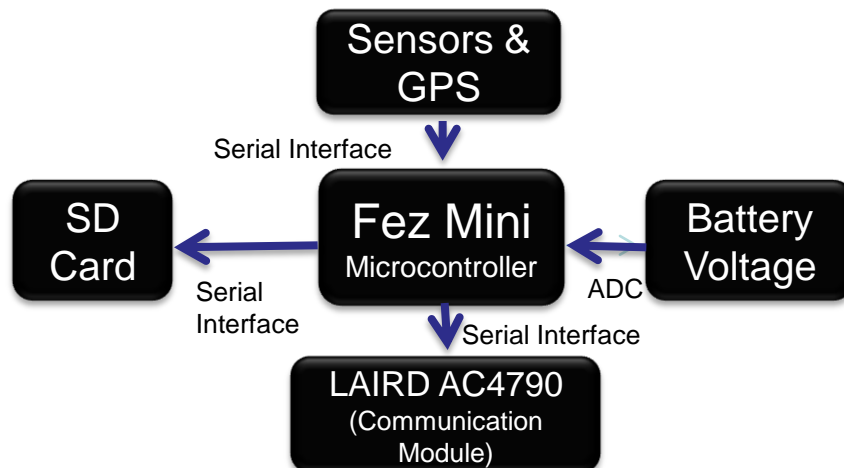 Sensors &
GPS
Serial Interface
SD
Card
Fez Mini
Microcontroller
Battery
Voltage
Serial
Interface
ADC
Serial Interface
LAIRD AC4790
(Communication
Module)